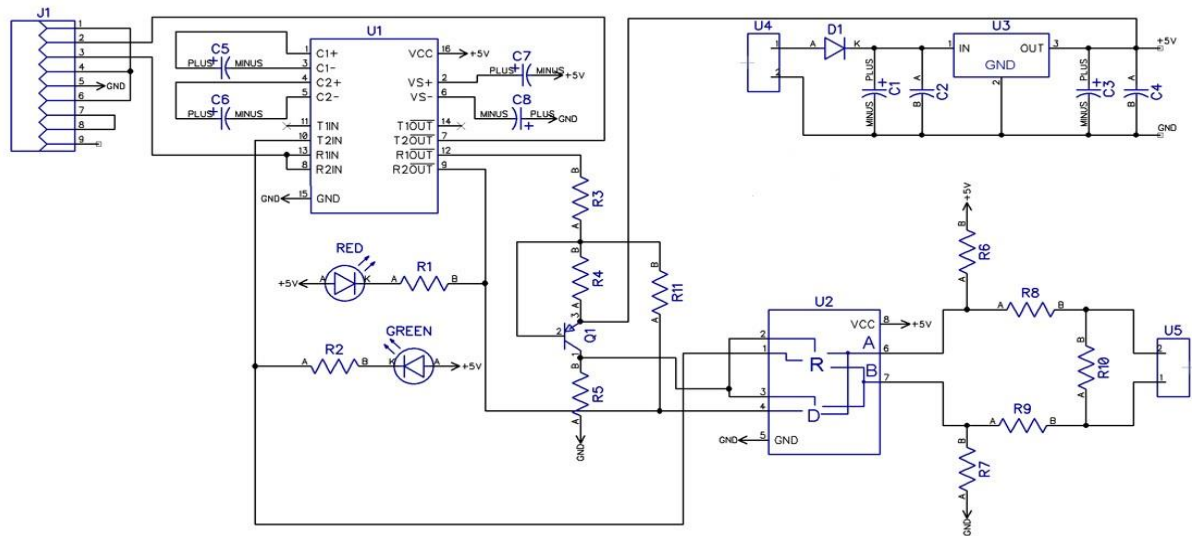 J1
1
2
3
4
5 GND
6
7
8
9
U1
1 C1+ VCC 16 +5V
3 C1-
4 C2+ VS+ 2
5 C2- VS- 6
11 T1IN T1OUT 14
10 T2IN T2OUT 7
13 R1IN R1OUT 12
8 R2IN R2OUT 9
GND 15 GND
C5
PLUS + MINUS
C6
PLUS + MINUS
C7
PLUS + MINUS +5V
C8
MINUS + PLUS GND
U4
1
2
A D1 K
PLUS + MINUS C1
A B C2
U3
1 IN OUT 3
GND
2
PLUS + MINUS C3
A B C4
+5V
GND
B R3 A
B R4 A
B R11 A
2 3 1 Q1
B R5 A
GND
RED
+5V A K
A R1 B
GREEN
A R2 B
K A +5V
U2
VCC 8 +5V
2
1
3
4
GND 5 GND
R
D
A 6
B 7
+5V
B R6 A
A R8 B
B R10 A
A R9 B
B R7 A
GND
U5
2
1